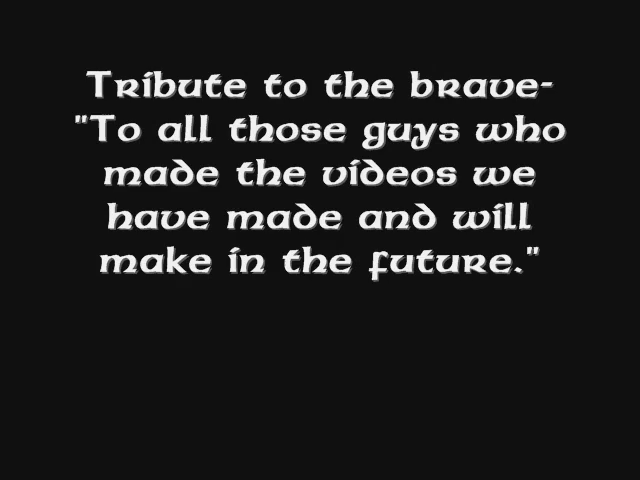 Tribute to the brave-
"To all those guys who
made the videos we
have made and will
make in the future."